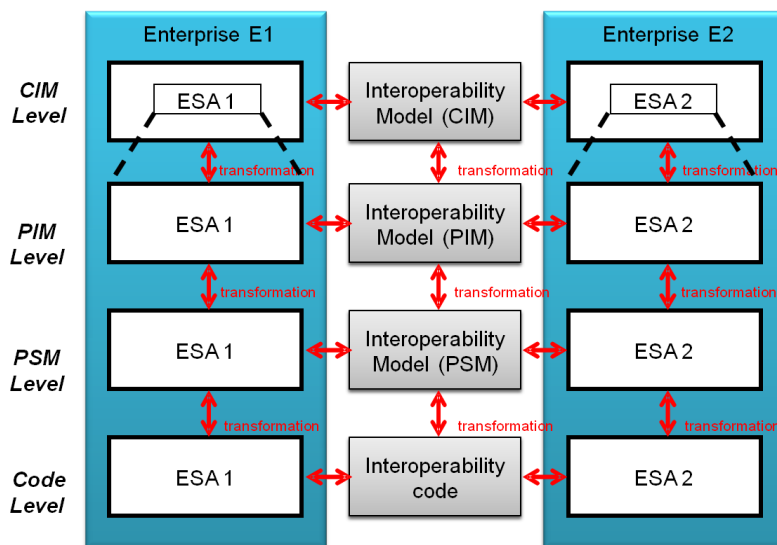 Enterprise E1
Enterprise E2
CIM
Level
ESA 1
Interoperability
Model (CIM)
ESA 2
transformation
transformation
transformation
PIM
Level
ESA 1
Interoperability
Model (PIM)
ESA 2
transformation
transformation
transformation
PSM
Level
ESA 1
Interoperability
Model (PSM)
ESA 2
transformation
transformation
transformation
Code
Level
ESA 1
Interoperability
code
ESA 2